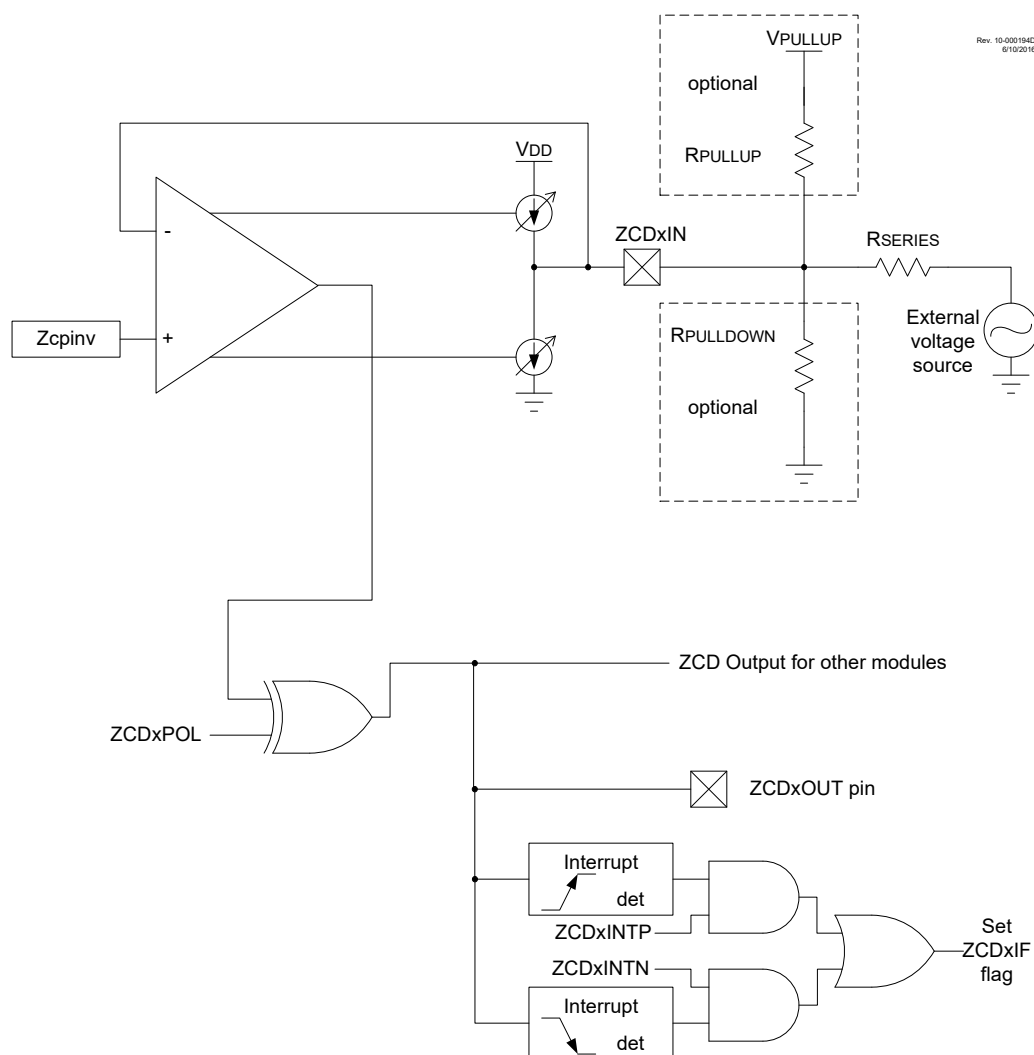 VPULLUP
Rev. 10-000194D
6/10/2016
optional
RPULLUP
VDD
-
ZCDxIN
RSERIES
Zcpinv
+
RPULLDOWN
External
voltage
source
optional
ZCD Output for other modules
ZCDxPOL
ZCDxOUT pin
Interrupt
det
ZCDxINTP
ZCDxINTN
Set
ZCDxIF
flag
Interrupt
det